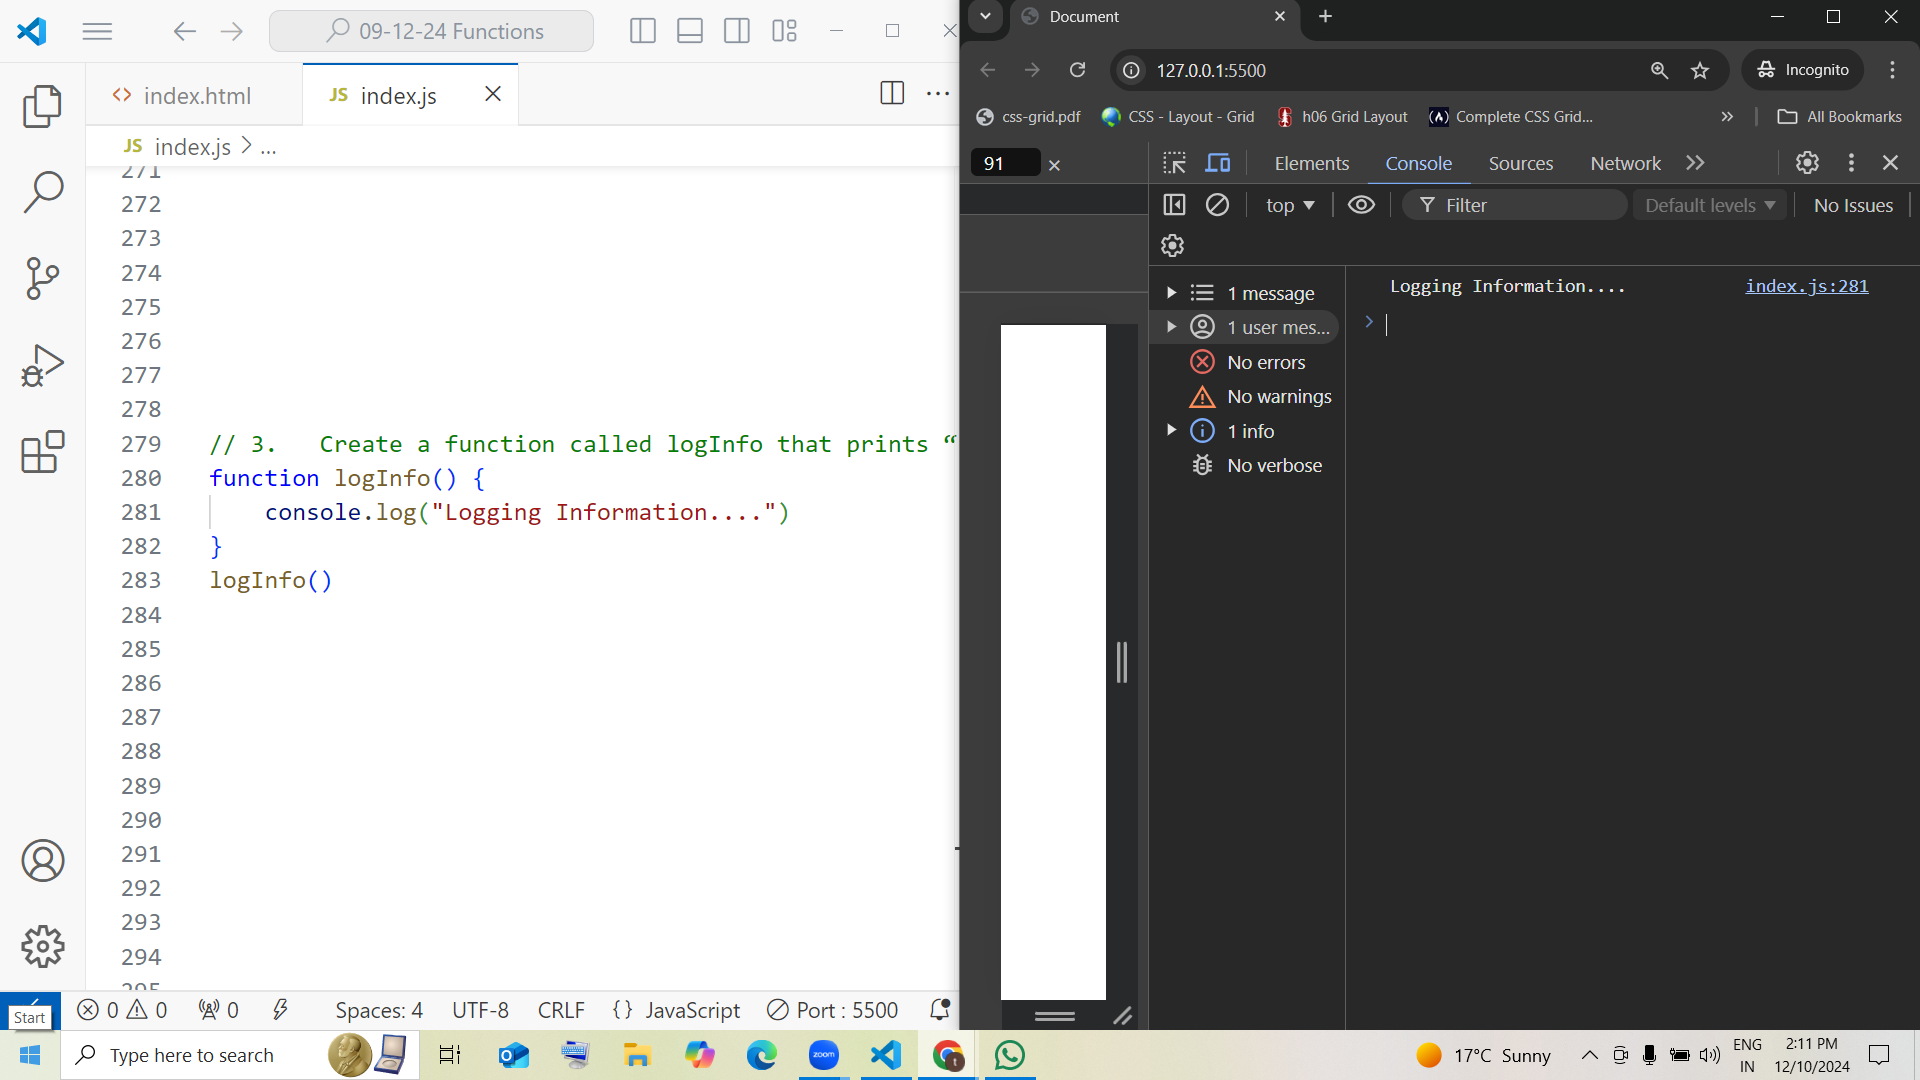 09-12-24 Functions
index.html
JS index.js
JS index.js > ...
271
272
273
274
275
276
277
278
279 // 3.   Create a function called logInfo that prints “
280 function logInfo() {
281     console.log("Logging Information....")
282 }
283 logInfo()
284
285
286
287
288
289
290
291
292
293
294
295
0 0 0 Spaces: 4 UTF-8 CRLF {} JavaScript Port : 5500
Start
Document
127.0.0.1:5500
Incognito
css-grid.pdf CSS - Layout - Grid h06 Grid Layout Complete CSS Grid... All Bookmarks
91
Elements Console Sources Network
top Filter Default levels No Issues
1 message
1 user mes...
No errors
No warnings
1 info
No verbose
Logging Information.... index.js:281
Type here to search
zoom
t
17°C Sunny
ENG
IN
2:11 PM
12/10/2024